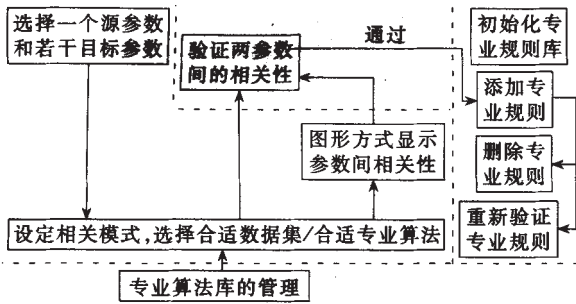 选择一个源参数
和若干目标参数
验证两参数
间的相关性
通过
初始化专
业规则库
添加专
业规则
图形方式显示
参数间相关性
删除专
业规则
重新验证
专业规则
设定相关模式,选择合适数据集/合适专业算法
专业算法库的管理